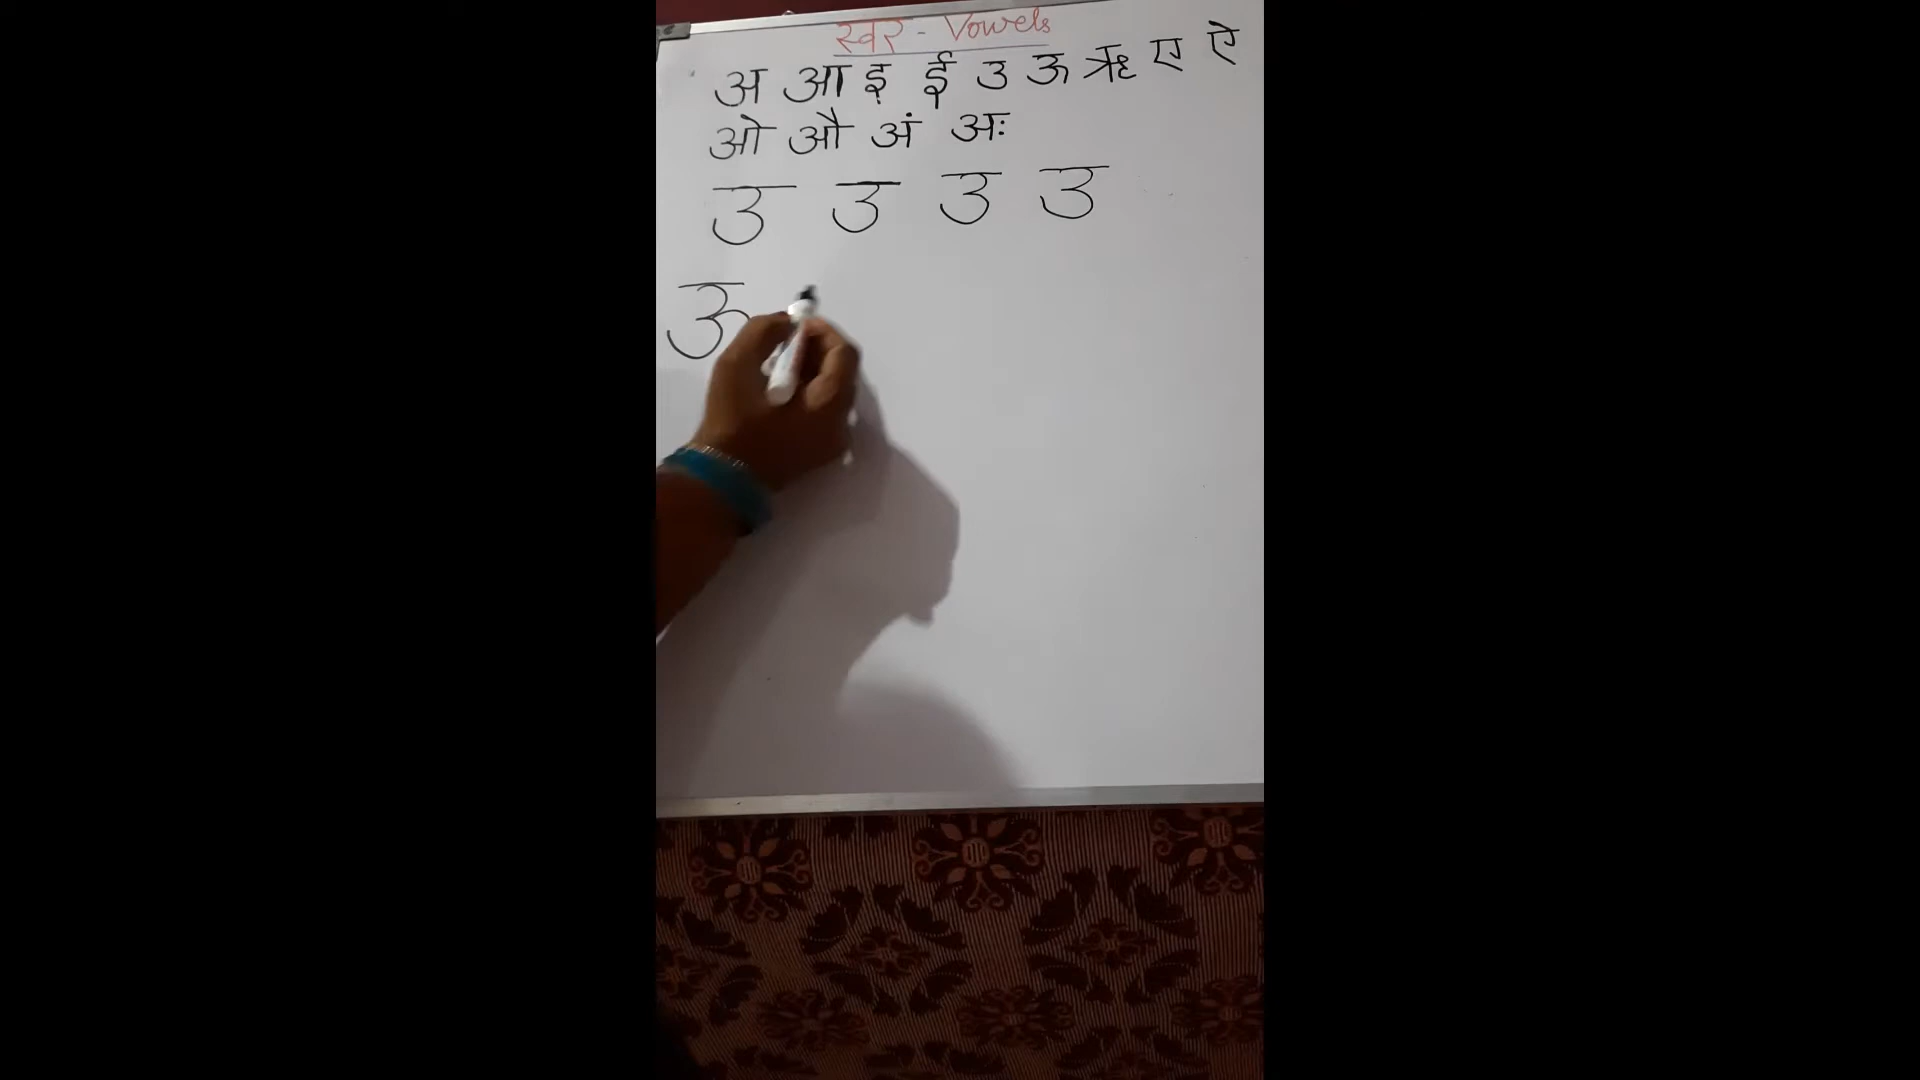 स्वर - Vowels
अ आ इ ई उ ऊ ऋ ए ऐ
ओ औ अं अः
उ उ उ उ
ऊ